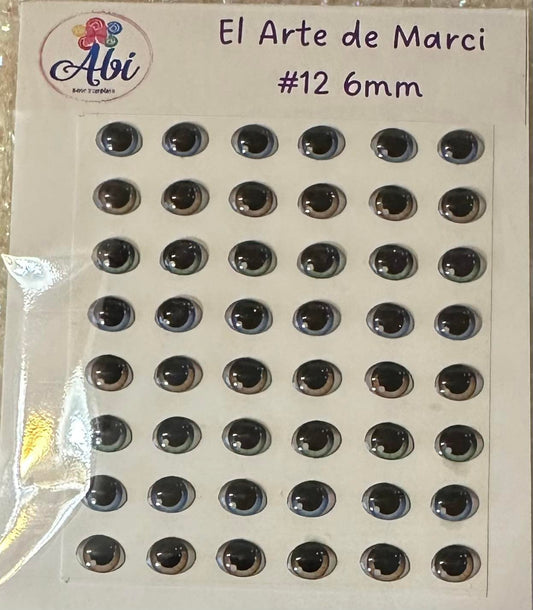 El Arte de Marci
#12 6mm
Abi